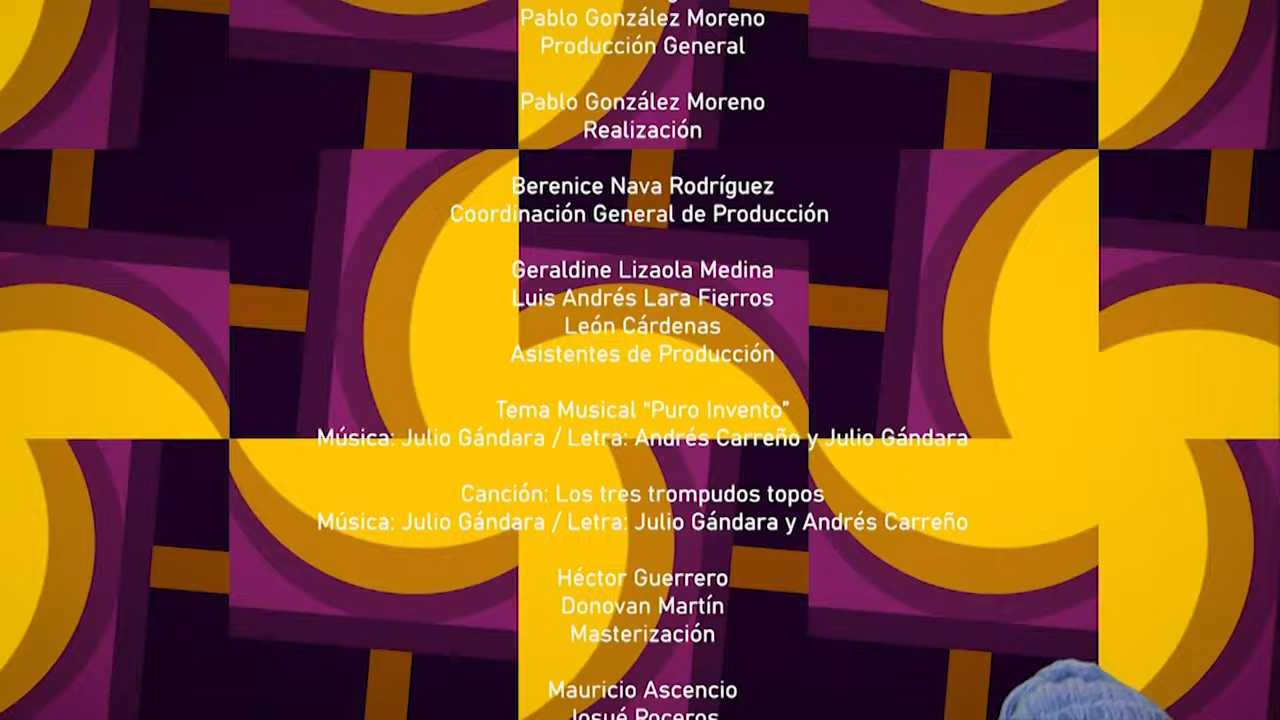 Pablo González Moreno
Producción General
Pablo González Moreno
Realización
Berenice Nava Rodríguez
Coordinación General de Producción
Geraldine Lizaola Medina
Luis Andrés Lara Fierros
León Cárdenas
Asistentes de Producción
Tema Musical "Puro Invento"
Música: Julio Gándara / Letra: Andrés Carreño y Julio Gándara
Canción: Los tres trompudos topos
Música: Julio Gándara / Letra: Julio Gándara y Andrés Carreño
Héctor Guerrero
Donovan Martín
Masterización
Mauricio Ascencio
Josué Poceros